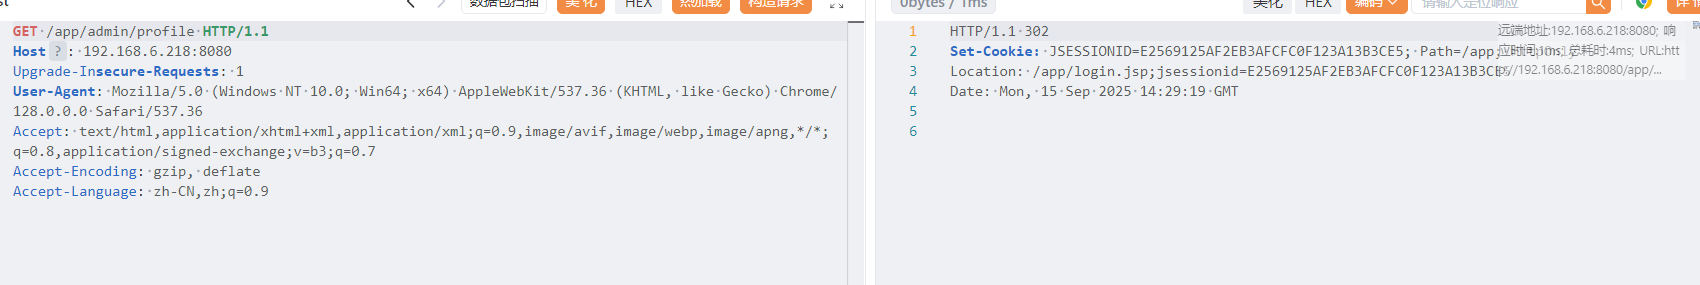 数据包扫描 美化 HEX 热加载 构造请求
GET /app/admin/profile HTTP/1.1
Host ? : 192.168.6.218:8080
Upgrade-Insecure-Requests: 1
User-Agent: Mozilla/5.0 (Windows NT 10.0; Win64; x64) AppleWebKit/537.36 (KHTML, like Gecko) Chrome/
128.0.0.0 Safari/537.36
Accept: text/html,application/xhtml+xml,application/xml;q=0.9,image/avif,image/webp,image/apng,*/*;
q=0.8,application/signed-exchange;v=b3;q=0.7
Accept-Encoding: gzip, deflate
Accept-Language: zh-CN,zh;q=0.9
0bytes / 1ms 美化 HEX 编码 请输入定位响应 详情
1 HTTP/1.1 302
2 Set-Cookie: JSESSIONID=E2569125AF2EB3AFCFC0F123A13B3CE5; Path=/app;
3 Location: /app/login.jsp;jsessionid=E2569125AF2EB3AFCFC0F123A13B3CE
4 Date: Mon, 15 Sep 2025 14:29:19 GMT
5
6
远端地址:192.168.6.218:8080; 响
应时间:1ms; 总耗时:4ms; URL:htt
p://192.168.6.218:8080/app/...